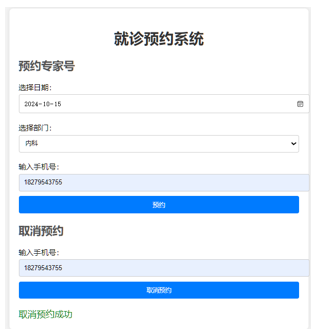 就诊预约系统
预约专家号
选择日期：
2024-10-15
选择部门：
内科
输入手机号：
18279543755
预约
取消预约
输入手机号：
18279543755
取消预约
取消预约成功